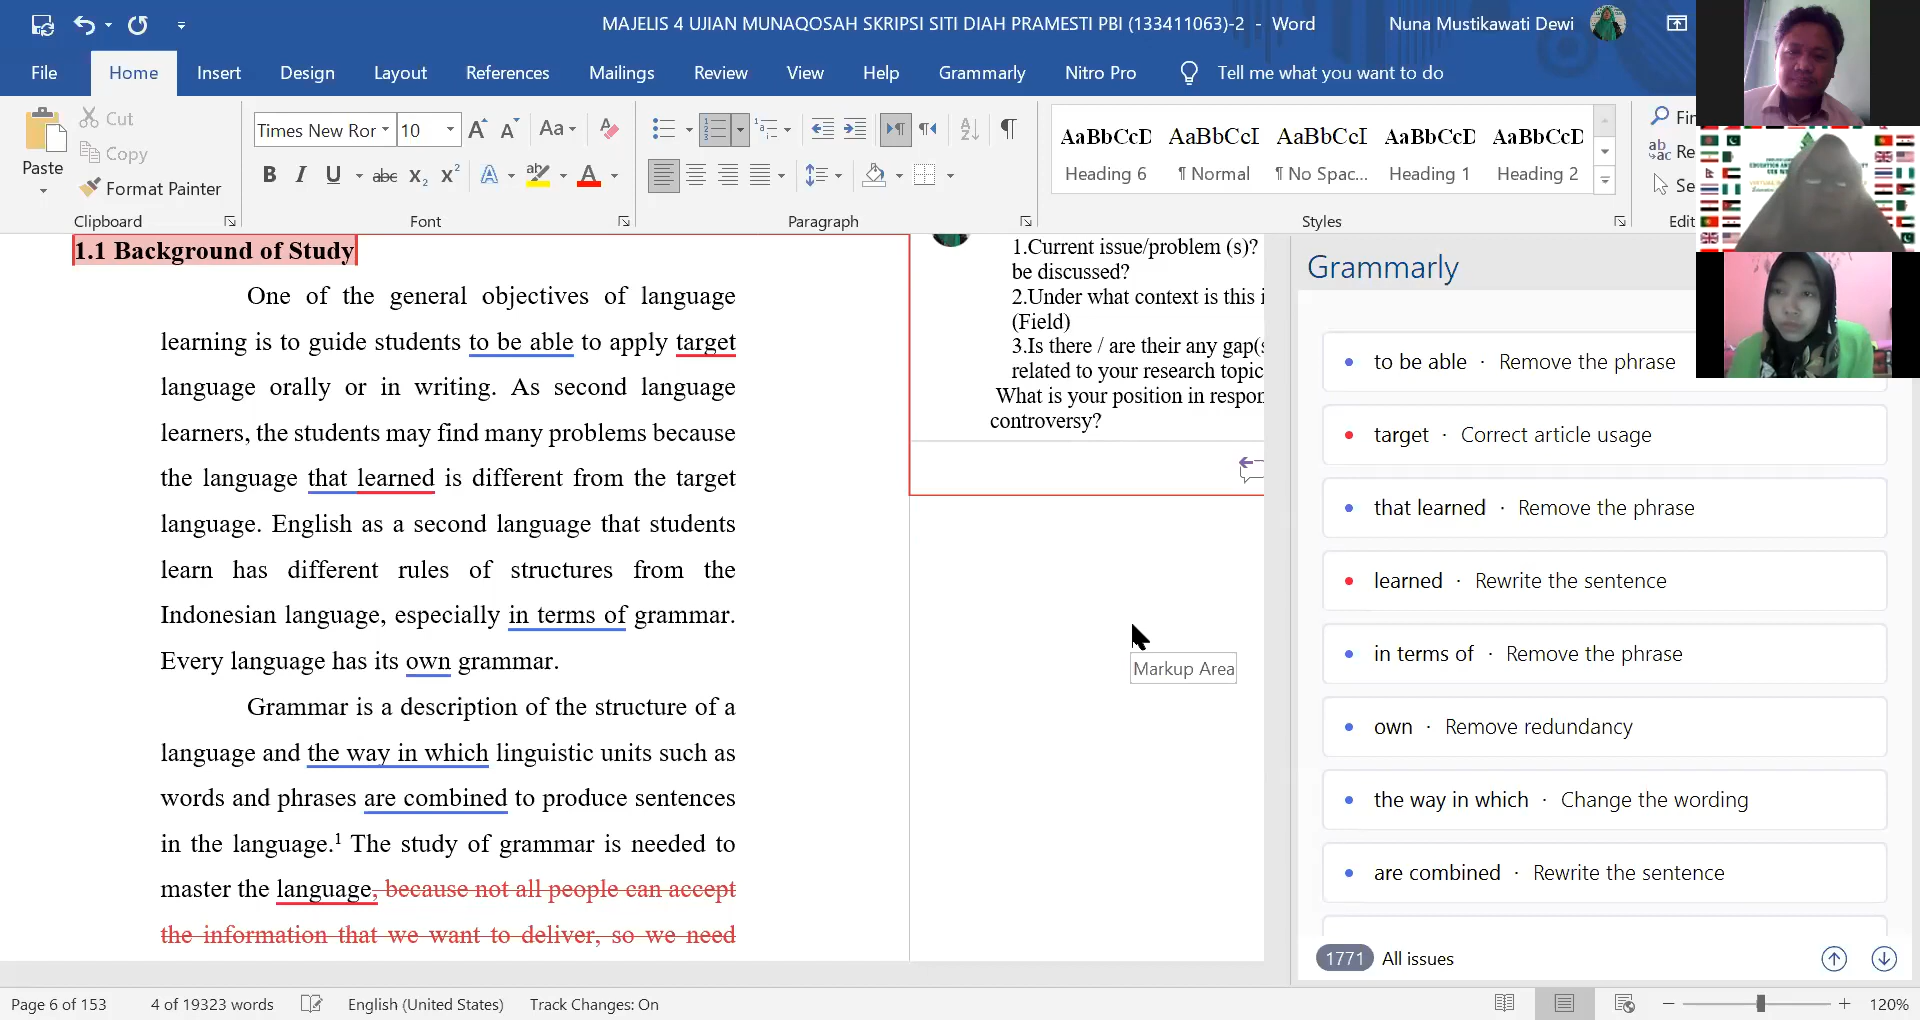 MAJELIS 4 UJIAN MUNAQOSAH SKRIPSI SITI DIAH PRAMESTI PBI (133411063)-2 - Word
Nuna Mustikawati Dewi
File Home Insert Design Layout References Mailings Review View Help Grammarly Nitro Pro Tell me what you want to do
Paste
Cut
Copy
Format Painter
Clipboard
Times New Ror 10
Font
Paragraph
AaBbCcD AaBbCcI AaBbCcI AaBbCcD AaBbCcD
Heading 6 ¶ Normal ¶ No Spac... Heading 1 Heading 2
Styles
Fin
Re
Se
Edit
1.1 Background of Study
One of the general objectives of language
learning is to guide students to be able to apply target
language orally or in writing. As second language
learners, the students may find many problems because
the language that learned is different from the target
language. English as a second language that students
learn has different rules of structures from the
Indonesian language, especially in terms of grammar.
Every language has its own grammar.
Grammar is a description of the structure of a
language and the way in which linguistic units such as
words and phrases are combined to produce sentences
in the language.¹ The study of grammar is needed to
master the language, because not all people can accept
the information that we want to deliver, so we need
1.Current issue/problem (s)?
be discussed?
2.Under what context is this i
(Field)
3.Is there / are their any gap(s
related to your research topic
What is your position in respon
controversy?
Markup Area
Grammarly
to be able · Remove the phrase
target · Correct article usage
that learned · Remove the phrase
learned · Rewrite the sentence
in terms of · Remove the phrase
own · Remove redundancy
the way in which · Change the wording
are combined · Rewrite the sentence
1771 All issues
Page 6 of 153 4 of 19323 words English (United States) Track Changes: On
120%